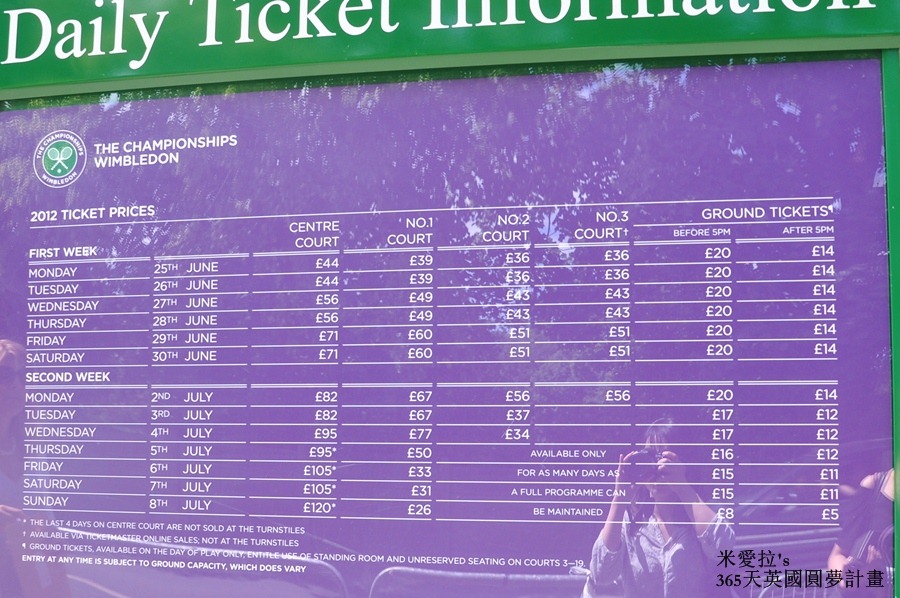 Daily Ticket Information
THE CHAMPIONSHIPS
WIMBLEDON
THE CHAMPIONSHIPS
WIMBLEDON
2012 TICKET PRICES
CENTRE COURT NO.1 COURT NO.2 COURT NO.3 COURT† GROUND TICKETS¶
BEFORE 5PM AFTER 5PM
FIRST WEEK
MONDAY 25TH JUNE £44 £39 £36 £36 £20 £14
TUESDAY 26TH JUNE £44 £39 £36 £36 £20 £14
WEDNESDAY 27TH JUNE £56 £49 £43 £43 £20 £14
THURSDAY 28TH JUNE £56 £49 £43 £43 £20 £14
FRIDAY 29TH JUNE £71 £60 £51 £51 £20 £14
SATURDAY 30TH JUNE £71 £60 £51 £51 £20 £14
SECOND WEEK
MONDAY 2ND JULY £82 £67 £56 £56 £20 £14
TUESDAY 3RD JULY £82 £67 £37 £17 £12
WEDNESDAY 4TH JULY £95 £77 £34 £17 £12
THURSDAY 5TH JULY £95* £50 AVAILABLE ONLY £16 £12
FRIDAY 6TH JULY £105* £33 FOR AS MANY DAYS AS £15 £11
SATURDAY 7TH JULY £105* £31 A FULL PROGRAMME CAN £15 £11
SUNDAY 8TH JULY £120* £26 BE MAINTAINED £8 £5
* THE LAST 4 DAYS ON CENTRE COURT ARE NOT SOLD AT THE TURNSTILES
† AVAILABLE VIA TICKETMASTER ONLINE SALES; NOT AT THE TURNSTILES
¶ GROUND TICKETS, AVAILABLE ON THE DAY OF PLAY ONLY, ENTITLE USE OF STANDING ROOM AND UNRESERVED SEATING ON COURTS 3–19.
ENTRY AT ANY TIME IS SUBJECT TO GROUND CAPACITY, WHICH DOES VARY
米愛拉's
365天英國圓夢計畫